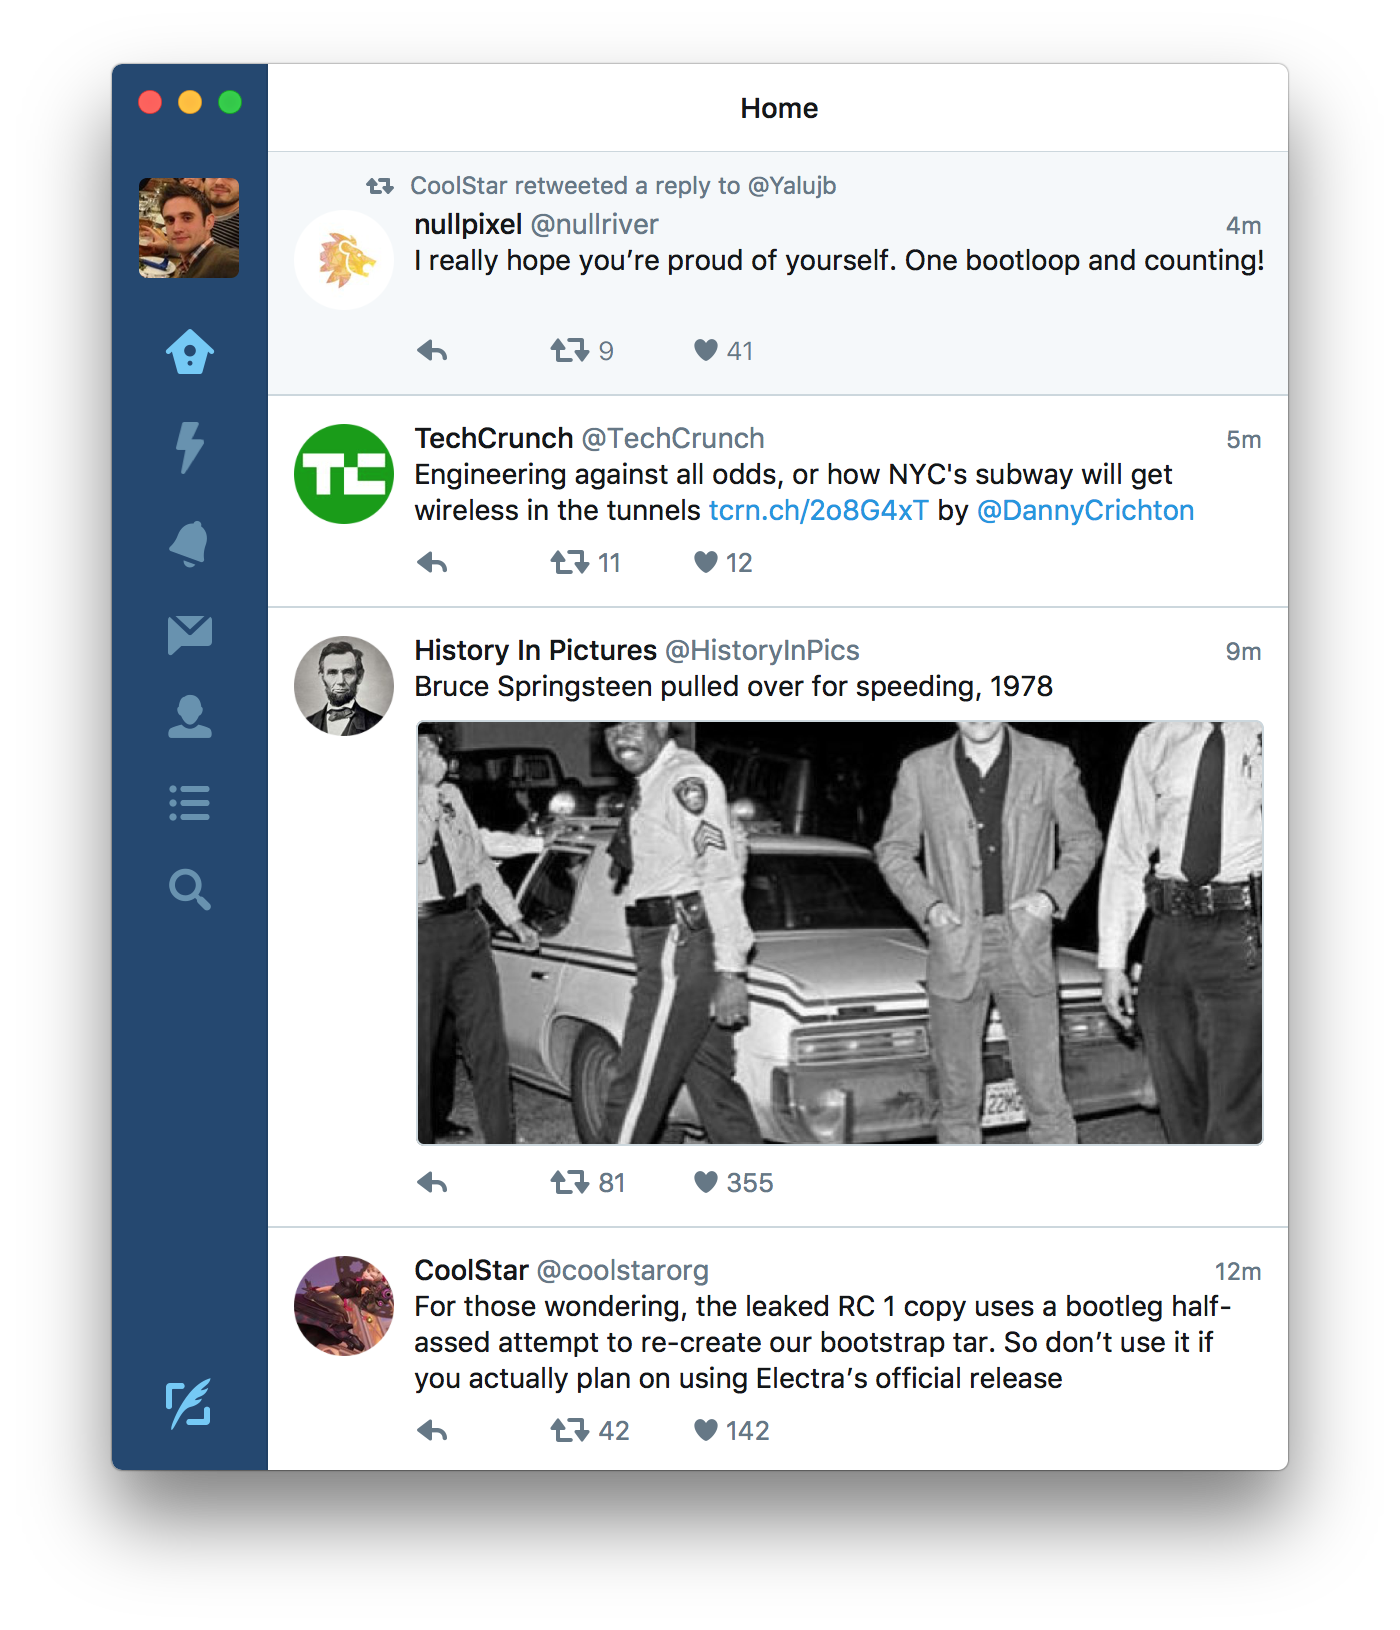 Home
CoolStar retweeted a reply to @Yalujb
nullpixel @nullriver 4m
I really hope you’re proud of yourself. One bootloop and counting!
9 41
TC
TechCrunch @TechCrunch 5m
Engineering against all odds, or how NYC's subway will get
wireless in the tunnels tcrn.ch/2o8G4xT by @DannyCrichton
11 12
History In Pictures @HistoryInPics 9m
Bruce Springsteen pulled over for speeding, 1978
81 355
CoolStar @coolstarorg 12m
For those wondering, the leaked RC 1 copy uses a bootleg half-
assed attempt to re-create our bootstrap tar. So don’t use it if
you actually plan on using Electra’s official release
42 142